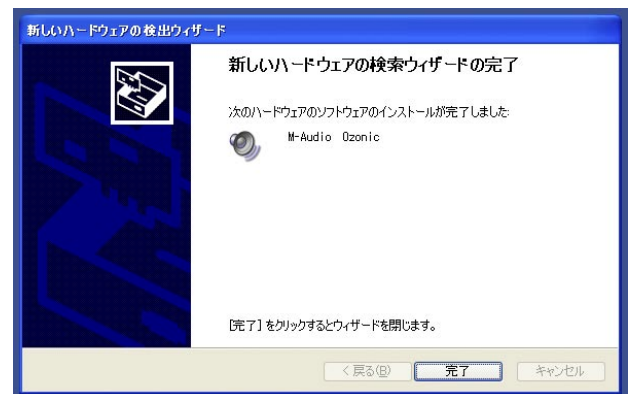 新しいハードウェアの検出ウィザード
新しいハードウェアの検索ウィザードの完了
次のハードウェアのソフトウェアのインストールが完了しました:
M-Audio Ozonic
[完了] をクリックするとウィザードを閉じます。
< 戻る(B)
完了
キャンセル